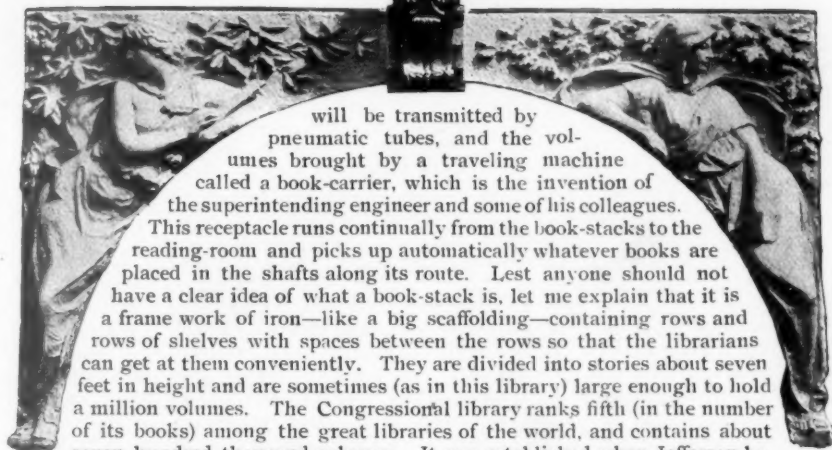 will be transmitted by
pneumatic tubes, and the vol-
umes brought by a traveling machine
called a book-carrier, which is the invention of
the superintending engineer and some of his colleagues.
This receptacle runs continually from the book-stacks to the
reading-room and picks up automatically whatever books are
placed in the shafts along its route. Lest anyone should not
have a clear idea of what a book-stack is, let me explain that it is
a frame work of iron—like a big scaffolding—containing rows and
rows of shelves with spaces between the rows so that the librarians
can get at them conveniently. They are divided into stories about seven
feet in height and are sometimes (as in this library) large enough to hold
a million volumes. The Congressional library ranks fifth (in the number
of its books) among the great libraries of the world, and contains about